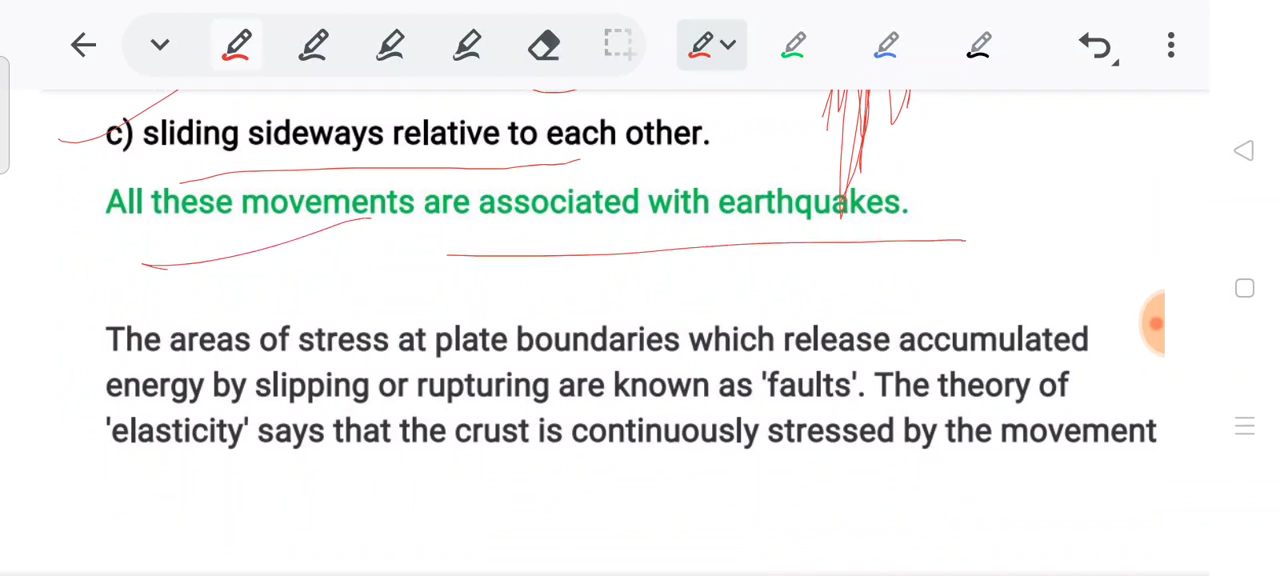 c) sliding sideways relative to each other.
All these movements are associated with earthquakes.
The areas of stress at plate boundaries which release accumulated
energy by slipping or rupturing are known as 'faults'. The theory of
'elasticity' says that the crust is continuously stressed by the movement